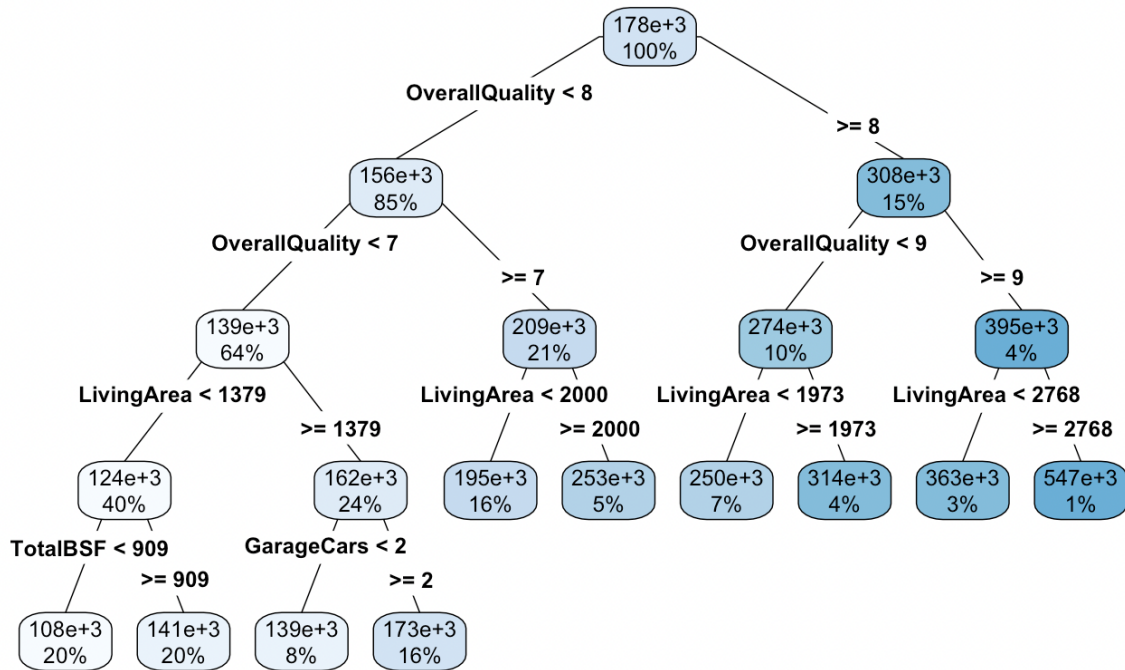 178e+3
100%
OverallQuality < 8
>= 8
156e+3
85%
308e+3
15%
OverallQuality < 7
>= 7
OverallQuality < 9
>= 9
139e+3
64%
209e+3
21%
274e+3
10%
395e+3
4%
LivingArea < 1379
>= 1379
LivingArea < 2000
>= 2000
LivingArea < 1973
>= 1973
LivingArea < 2768
>= 2768
124e+3
40%
162e+3
24%
195e+3
16%
253e+3
5%
250e+3
7%
314e+3
4%
363e+3
3%
547e+3
1%
TotalBSF < 909
>= 909
GarageCars < 2
>= 2
108e+3
20%
141e+3
20%
139e+3
8%
173e+3
16%